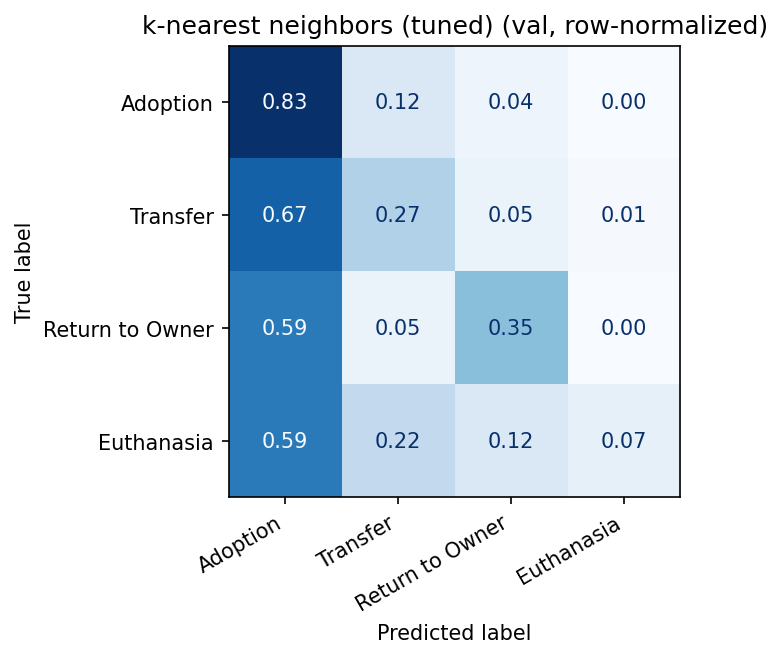 k-nearest neighbors (tuned) (val, row-normalized)
True label
Adoption 0.83 0.12 0.04 0.00
Transfer 0.67 0.27 0.05 0.01
Return to Owner 0.59 0.05 0.35 0.00
Euthanasia 0.59 0.22 0.12 0.07
Adoption Transfer Return to Owner Euthanasia
Predicted label